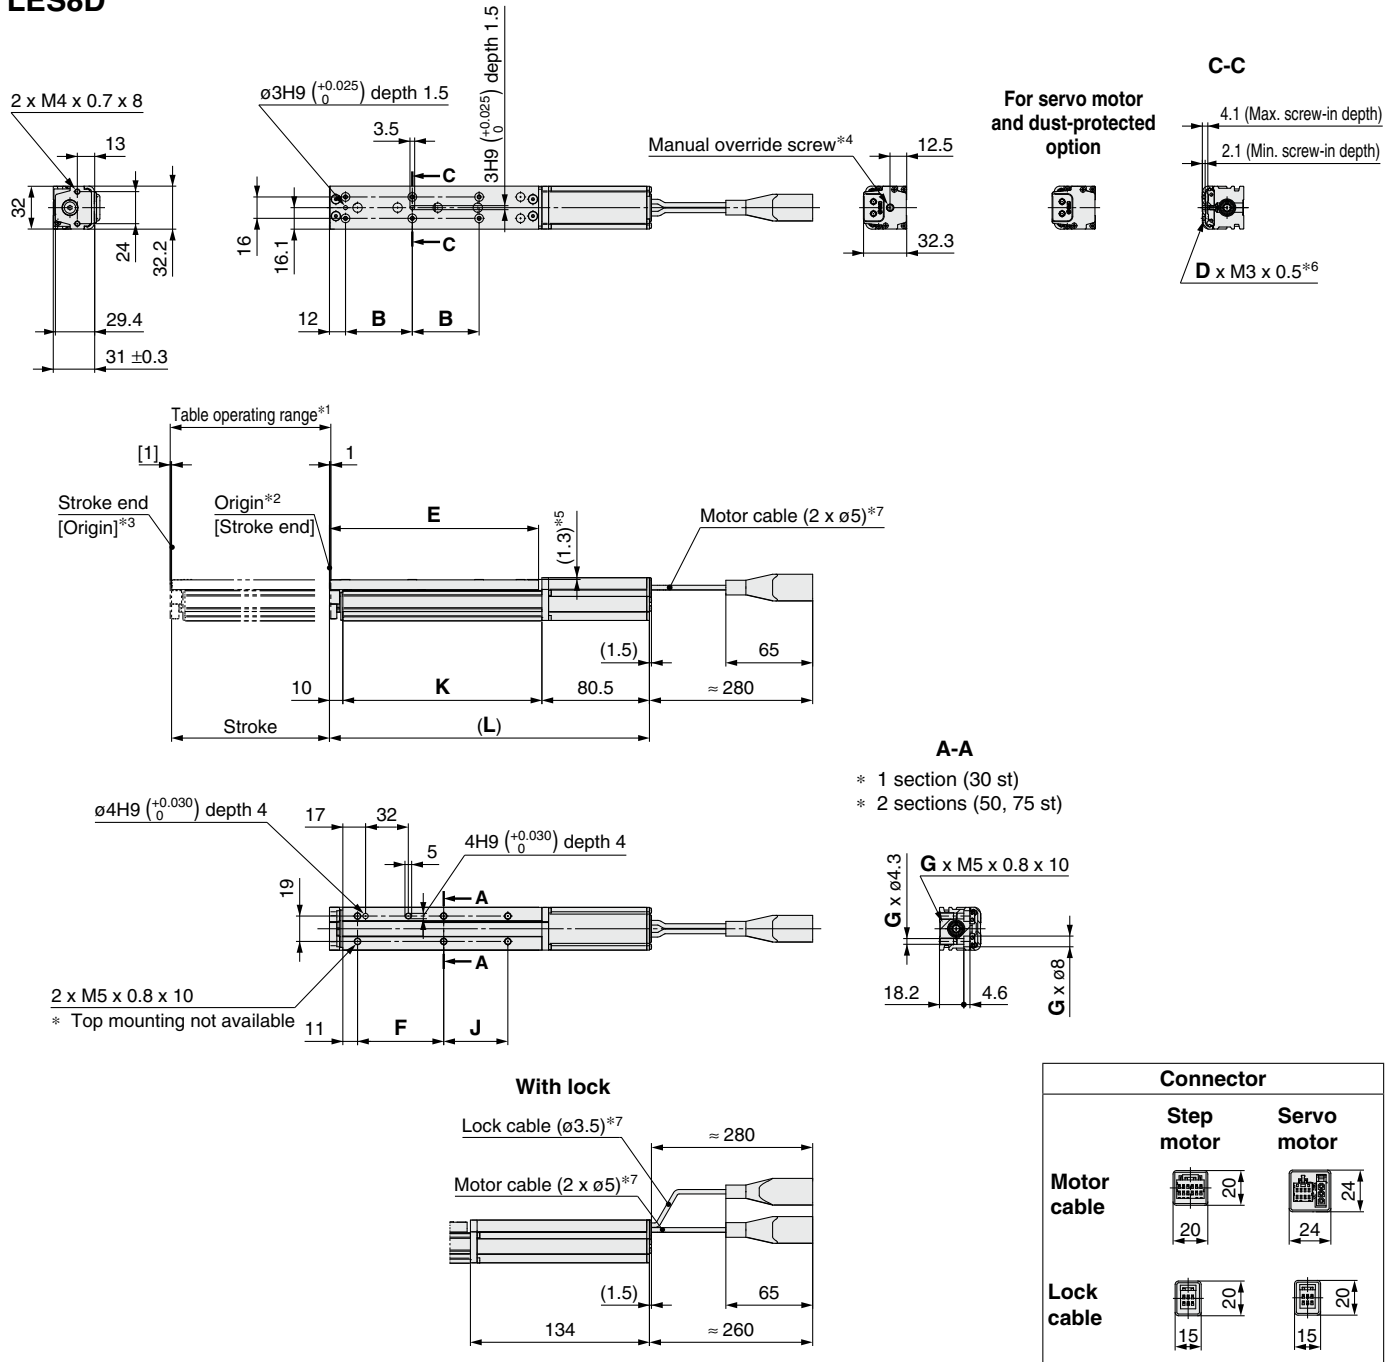 LES8D
2 x M4 x 0.7 x 8
13
32
24
32.2
29.4
31 ±0.3
ø3H9 (+0.025 0) depth 1.5
3.5
3H9 (+0.025 0) depth 1.5
C
C
16
16.1
12
B
B
Manual override screw*4
12.5
32.3
For servo motor
and dust-protected
option
C-C
4.1 (Max. screw-in depth)
2.1 (Min. screw-in depth)
D x M3 x 0.5*6
Table operating range*1
[1]
1
Stroke end
[Origin]*3
Origin*2
[Stroke end]
E
(1.3)*5
Motor cable (2 x ø5)*7
(1.5)
65
10
K
80.5
≈ 280
Stroke
(L)
ø4H9 (+0.030 0) depth 4
17
32
5
4H9 (+0.030 0) depth 4
19
A
A
2 x M5 x 0.8 x 10
* Top mounting not available
11
F
J
A-A
* 1 section (30 st)
* 2 sections (50, 75 st)
G x ø4.3
G x M5 x 0.8 x 10
18.2
4.6
G x ø8
With lock
Lock cable (ø3.5)*7
≈ 280
Motor cable (2 x ø5)*7
(1.5)
65
134
≈ 260
Connector
Step
motor
Servo
motor
Motor
cable
20
20
24
24
Lock
cable
20
15
20
15